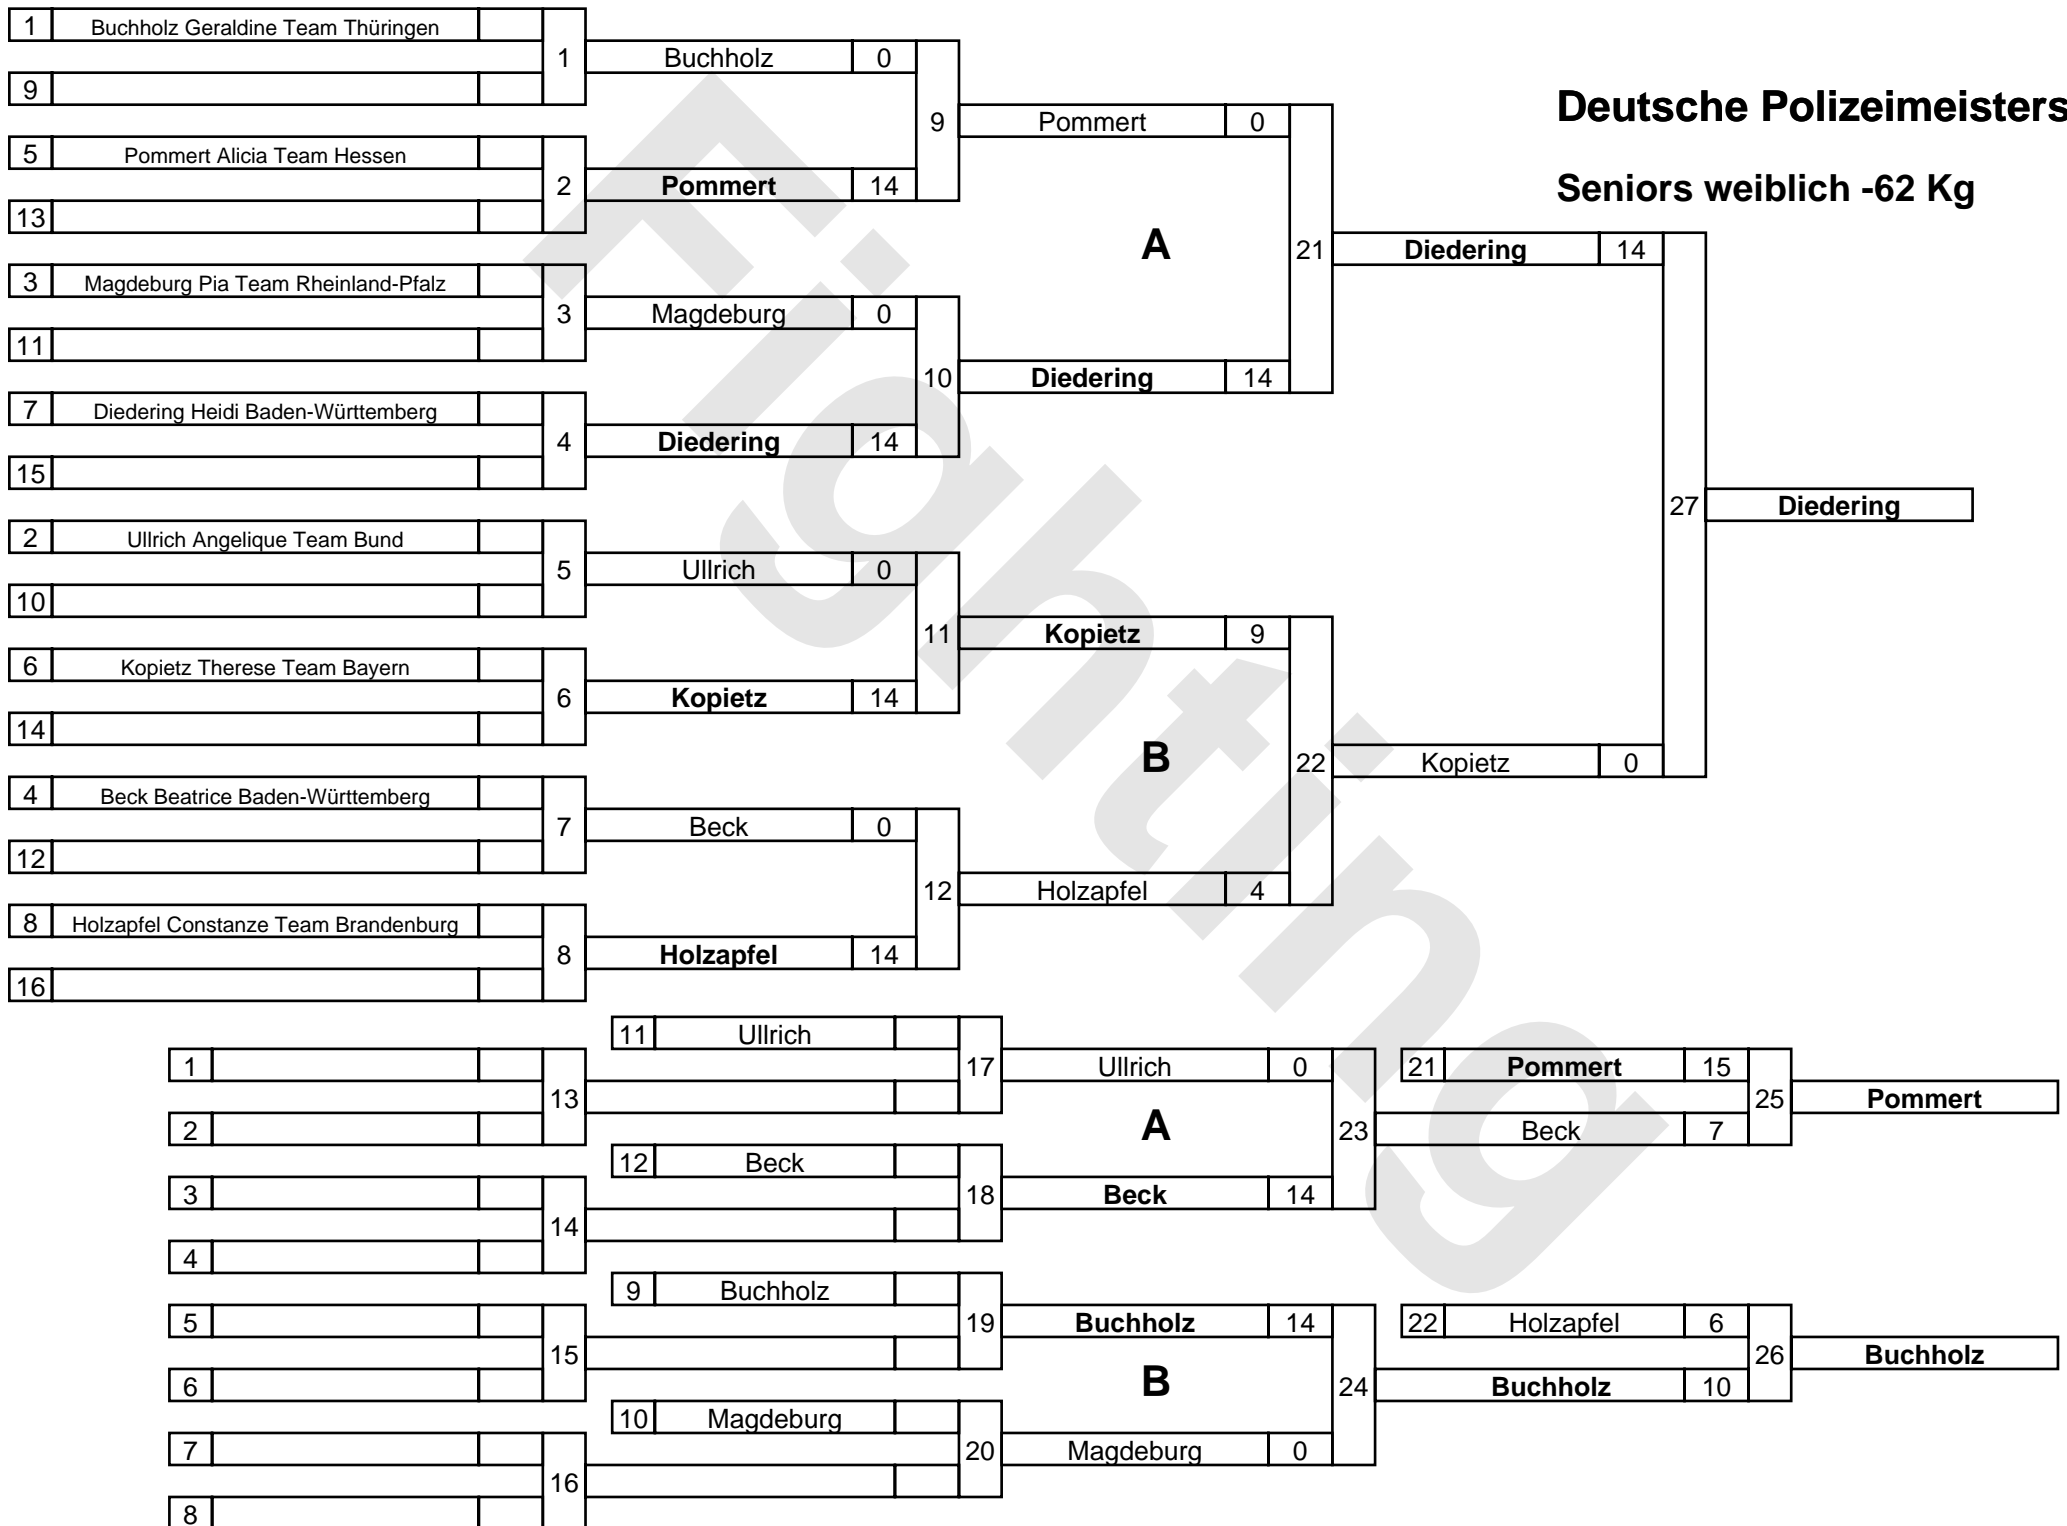 Deutsche Polizeimeisters
Seniors weiblich -62 Kg
1 Buchholz Geraldine Team Thüringen
1 Buchholz 0
9
9 Pommert 0
5 Pommert Alicia Team Hessen
2 Pommert 14
13
A
21 Diedering 14
3 Magdeburg Pia Team Rheinland-Pfalz
3 Magdeburg 0
11
10 Diedering 14
7 Diedering Heidi Baden-Württemberg
4 Diedering 14
15
27 Diedering
2 Ullrich Angelique Team Bund
5 Ullrich 0
10
11 Kopietz 9
6 Kopietz Therese Team Bayern
6 Kopietz 14
14
B
22 Kopietz 0
4 Beck Beatrice Baden-Württemberg
7 Beck 0
12
12 Holzapfel 4
8 Holzapfel Constanze Team Brandenburg
8 Holzapfel 14
16
11 Ullrich
1
17 Ullrich 0
21 Pommert 15
13
25 Pommert
2
A
23 Beck 7
12 Beck
3
18 Beck 14
14
4
9 Buchholz
5
19 Buchholz 14
22 Holzapfel 6
15
26 Buchholz
6
B
24 Buchholz 10
10 Magdeburg
7
20 Magdeburg 0
16
8
Fighting